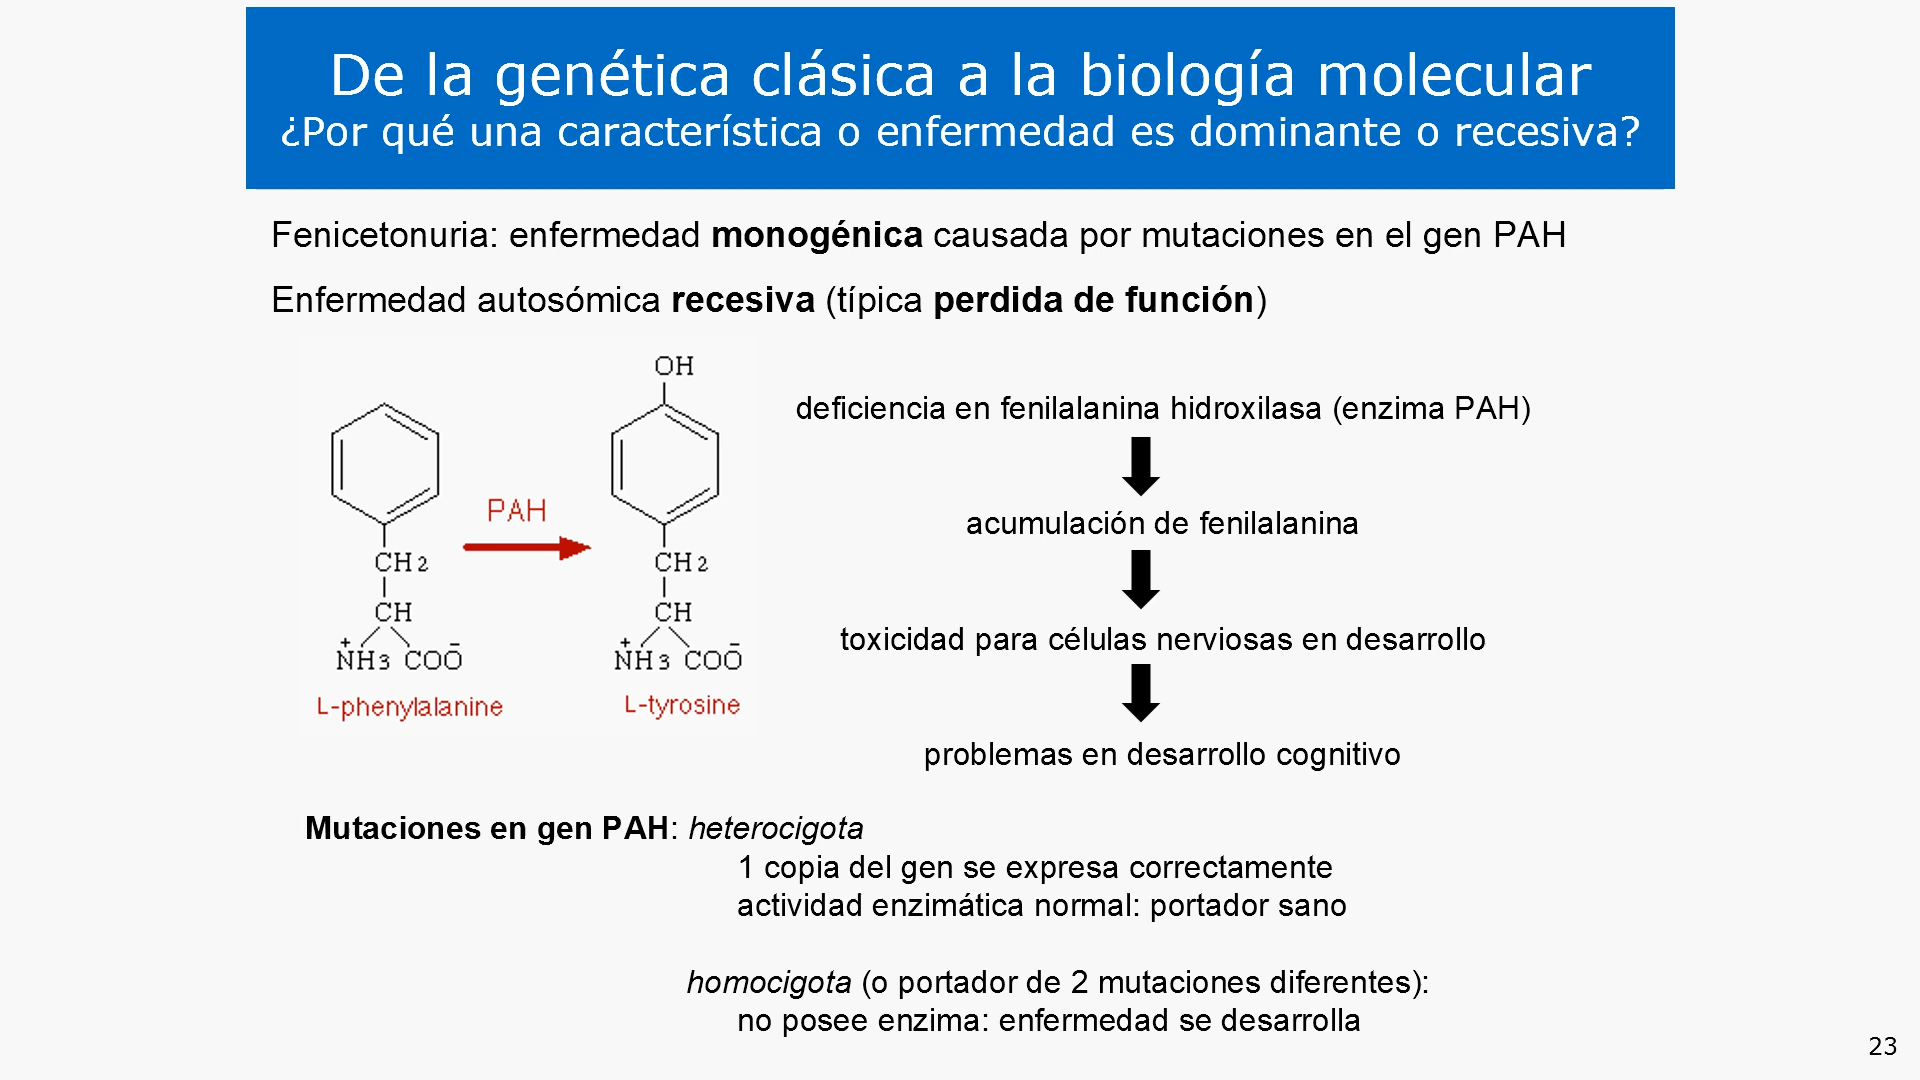 De la genética clásica a la biología molecular
¿Por qué una característica o enfermedad es dominante o recesiva?
Fenicetonuria: enfermedad monogénica causada por mutaciones en el gen PAH
Enfermedad autosómica recesiva (típica perdida de función)
OH
PAH
CH2
CH2
CH
CH
+
NH3 COO-
+
NH3 COO-
L-phenylalanine
L-tyrosine
deficiencia en fenilalanina hidroxilasa (enzima PAH)
acumulación de fenilalanina
toxicidad para células nerviosas en desarrollo
problemas en desarrollo cognitivo
Mutaciones en gen PAH: heterocigota
1 copia del gen se expresa correctamente
actividad enzimática normal: portador sano
homocigota (o portador de 2 mutaciones diferentes):
no posee enzima: enfermedad se desarrolla
23